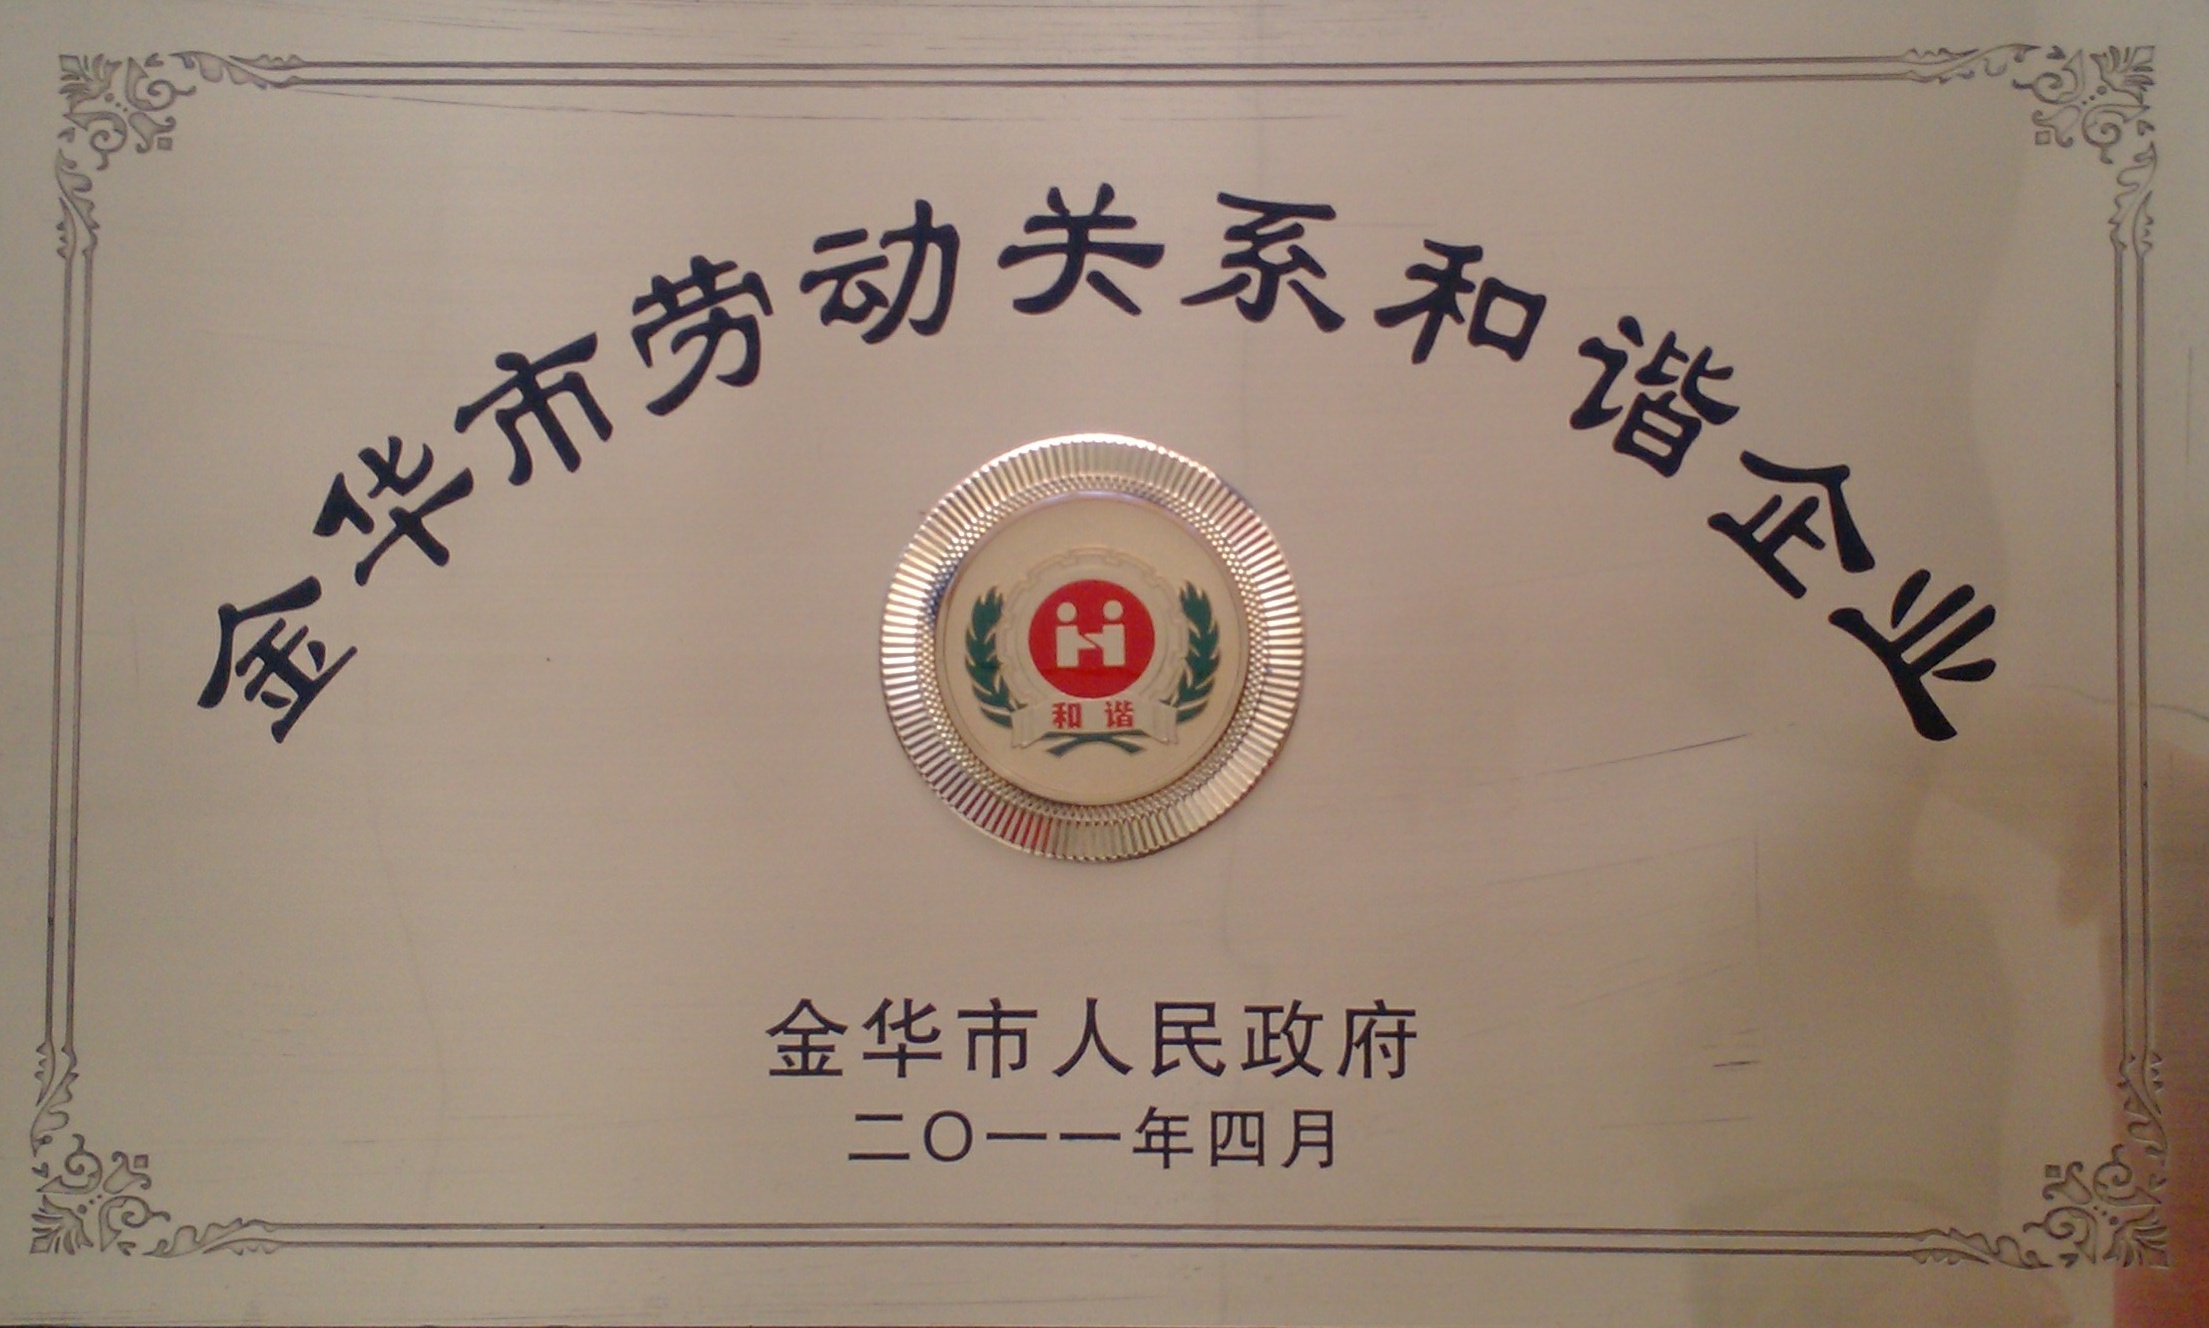 金华市劳动关系和谐企业
和谐
金华市人民政府
二〇一一年四月